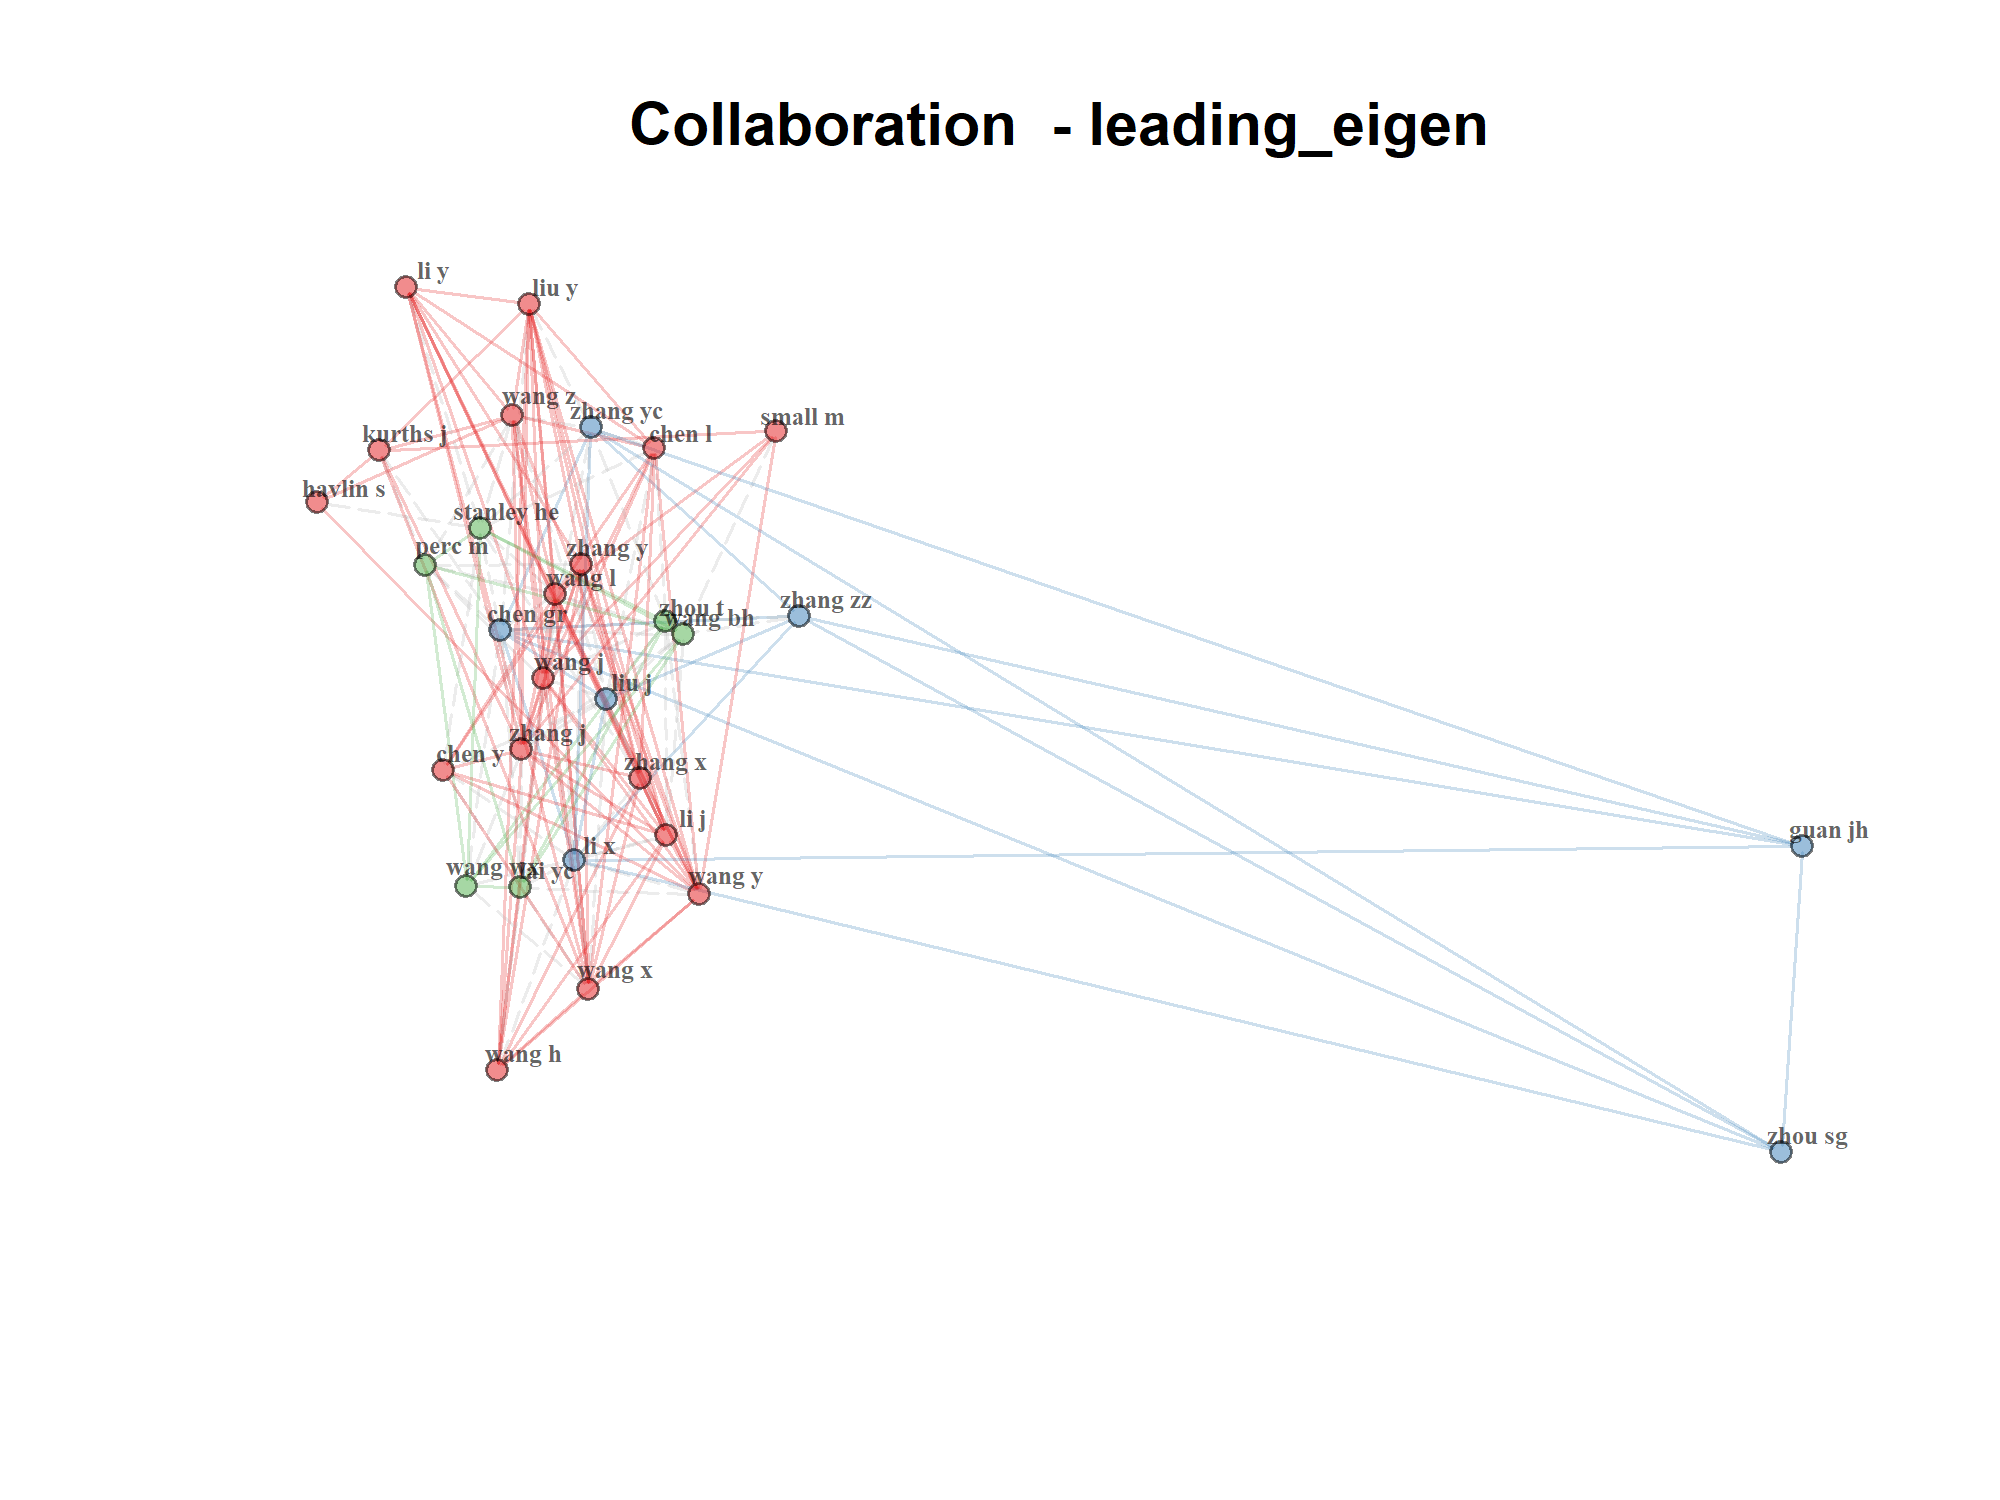 Collaboration  - leading_eigen
li y
liu y
wang z
zhang yc
small m
kurths j
chen l
havlin s
stanley he
perc m
zhang y
wang l
zhang zz
zhou t
chen gr
wang bh
wang j
liu j
zhang j
chen y
zhang x
li j
guan jh
li x
wang wx
lai yc
wang y
wang x
wang h
zhou sg